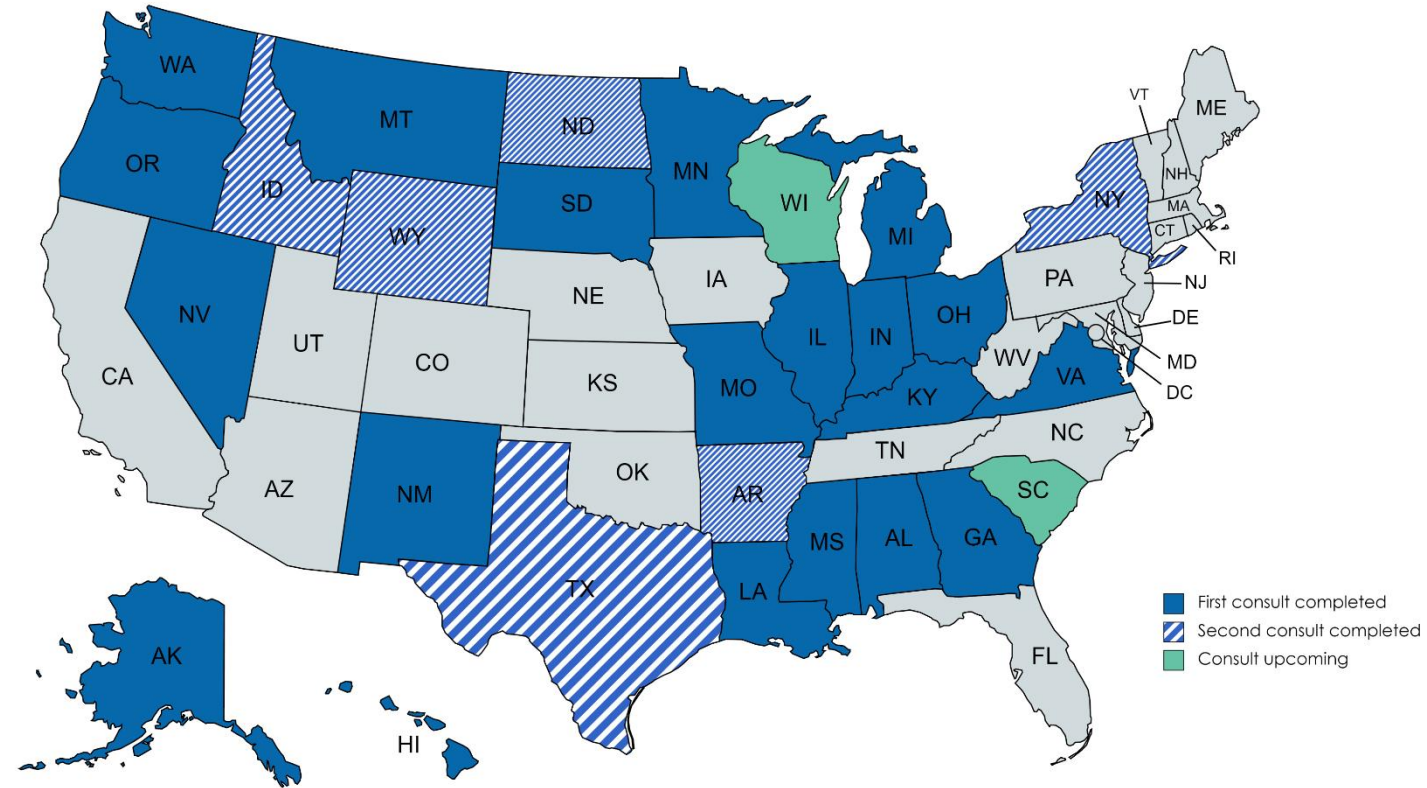 WA
MT
ND
MN
VT
ME
OR
ID
SD
WI
NH
NY
MA
WY
MI
CT
RI
IA
PA
NE
NJ
NV
OH
DE
UT
IL
IN
CO
WV
MD
CA
KS
MO
VA
DC
KY
NC
TN
OK
AZ
NM
AR
SC
MS
AL
GA
TX
LA
First consult completed
Second consult completed
AK
FL
Consult upcoming
HI